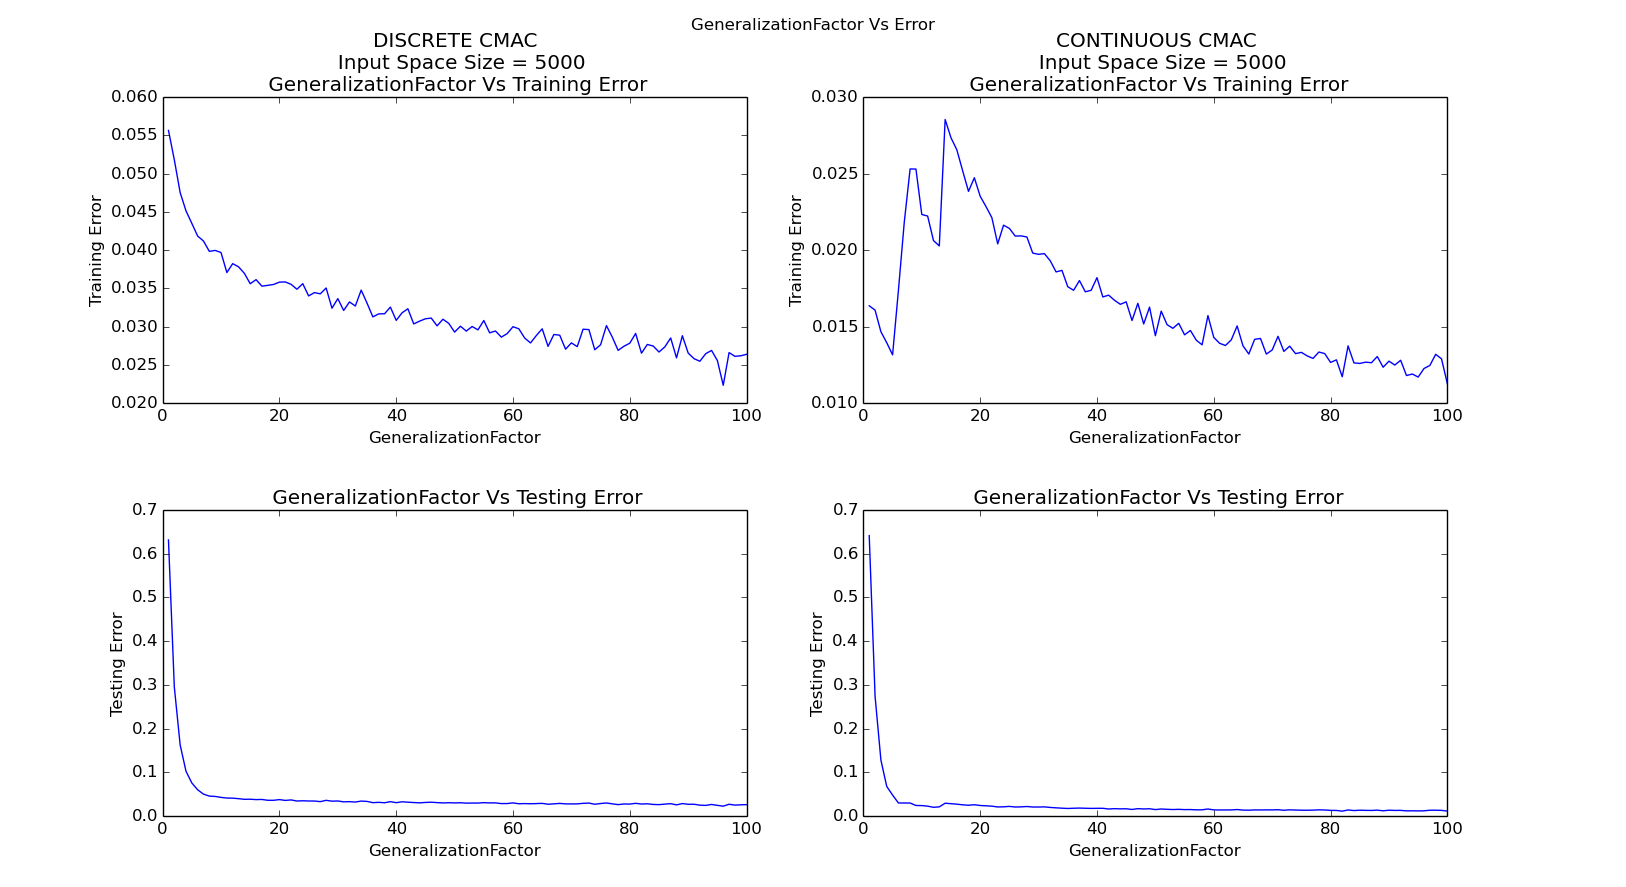 GeneralizationFactor Vs Error
DISCRETE CMAC
Input Space Size = 5000
GeneralizationFactor Vs Training Error
0.060
0.055
0.050
0.045
0.040
0.035
0.030
0.025
0.020
Training Error
0 20 40 60 80 100
GeneralizationFactor
CONTINUOUS CMAC
Input Space Size = 5000
GeneralizationFactor Vs Training Error
0.030
0.025
0.020
0.015
0.010
Training Error
0 20 40 60 80 100
GeneralizationFactor
GeneralizationFactor Vs Testing Error
0.7
0.6
0.5
0.4
0.3
0.2
0.1
0.0
Testing Error
0 20 40 60 80 100
GeneralizationFactor
GeneralizationFactor Vs Testing Error
0.7
0.6
0.5
0.4
0.3
0.2
0.1
0.0
Testing Error
0 20 40 60 80 100
GeneralizationFactor